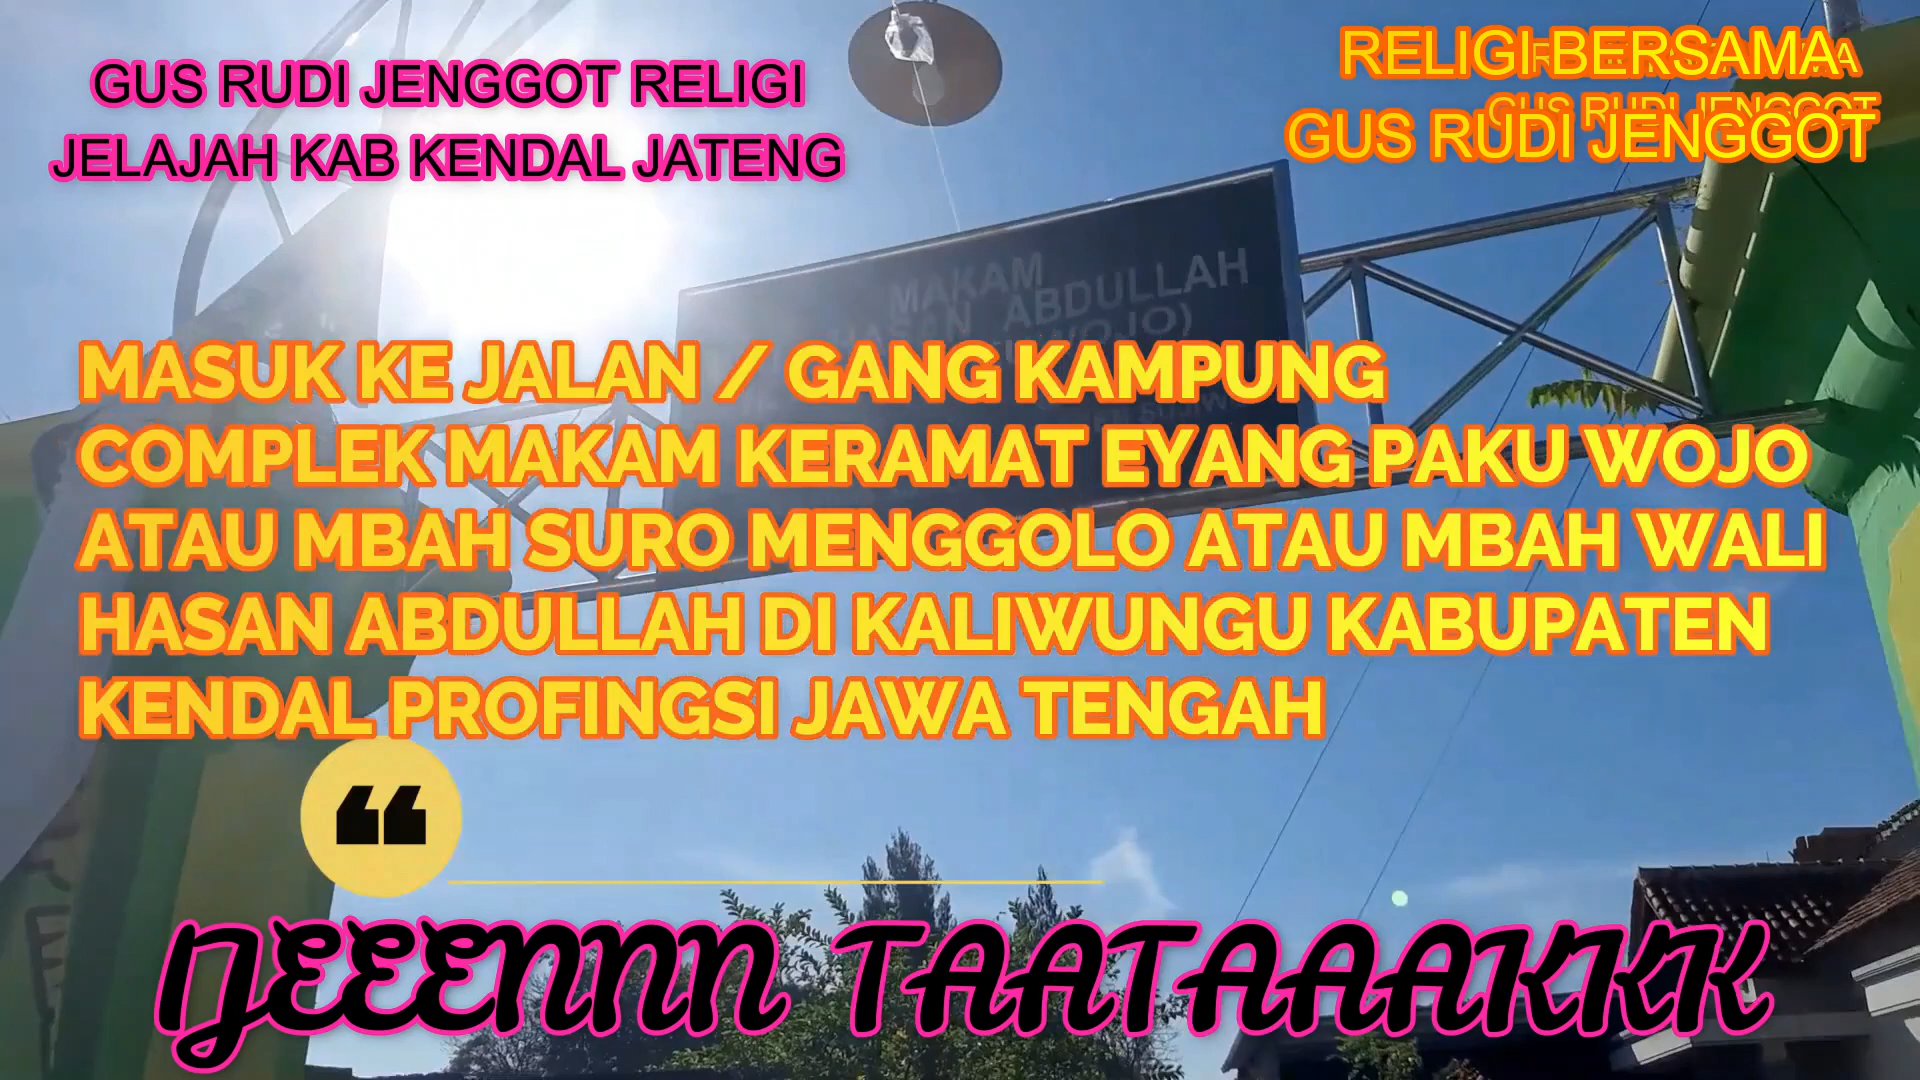 GUS RUDI JENGGOT RELIGI
JELAJAH KAB KENDAL JATENG
RELIGI BERSAMA
GUS RUDI JENGGOT
MAKAM
HASAN ABDULLAH
MASUK KE JALAN / GANG KAMPUNG
COMPLEK MAKAM KERAMAT EYANG PAKU WOJO
ATAU MBAH SURO MENGGOLO ATAU MBAH WALI
HASAN ABDULLAH DI KALIWUNGU KABUPATEN
KENDAL PROFINGSI JAWA TENGAH
❝
DJEEENNN TAATAAAKKK